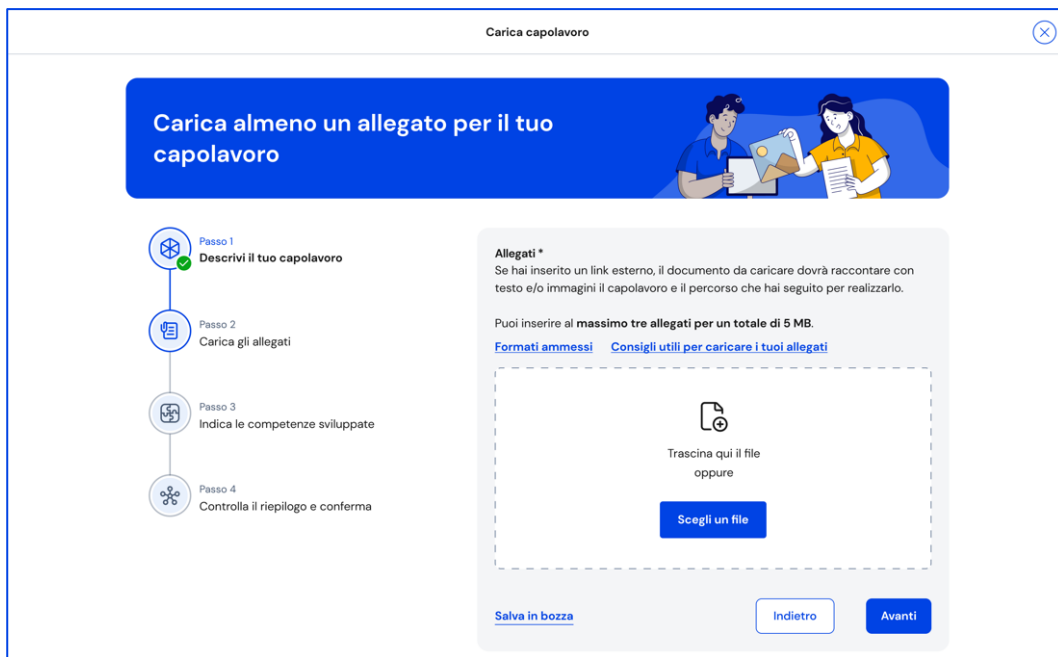 Carica capolavoro
Carica almeno un allegato per il tuo
capolavoro
Passo 1
Descrivi il tuo capolavoro
Passo 2
Carica gli allegati
Passo 3
Indica le competenze sviluppate
Passo 4
Controlla il riepilogo e conferma
Allegati *
Se hai inserito un link esterno, il documento da caricare dovrà raccontare con
testo e/o immagini il capolavoro e il percorso che hai seguito per realizzarlo.
Puoi inserire al massimo tre allegati per un totale di 5 MB.
Formati ammessi Consigli utili per caricare i tuoi allegati
Trascina qui il file
oppure
Scegli un file
Salva in bozza Indietro Avanti